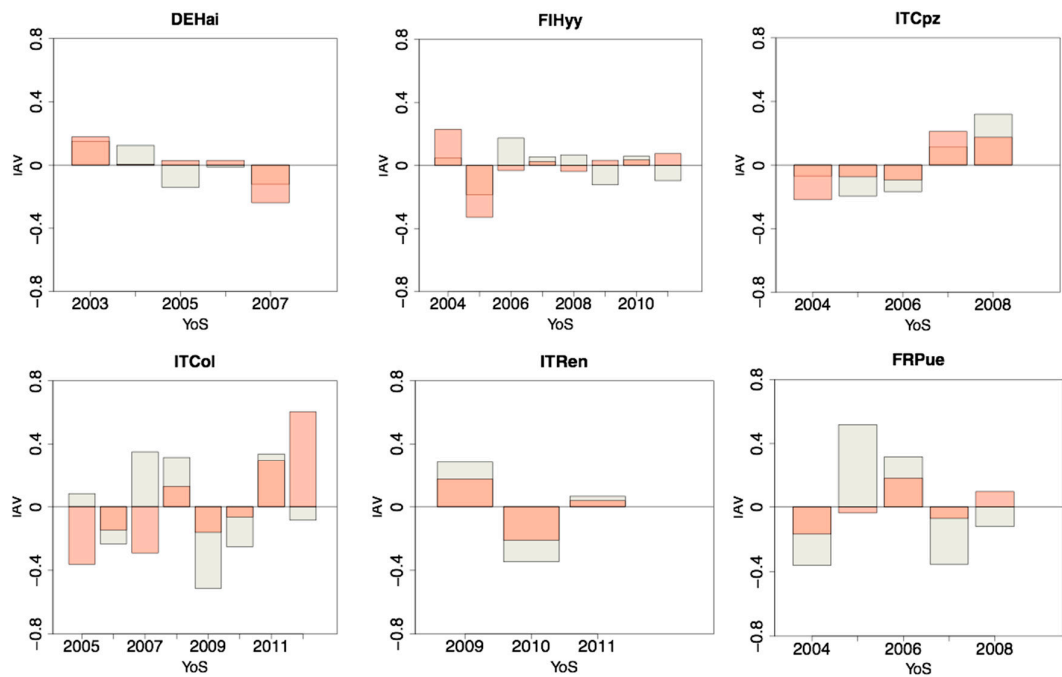 DEHai
0.8
0.4
0
−0.4
−0.8
IAV
2003 2005 2007
YoS
FIHyy
0.8
0.4
0
−0.4
−0.8
IAV
2004 2006 2008 2010
YoS
ITCpz
0.8
0.4
0
−0.4
−0.8
IAV
2004 2006 2008
YoS
ITCol
0.8
0.4
0
−0.4
−0.8
IAV
2005 2007 2009 2011
YoS
ITRen
0.8
0.4
0
−0.4
−0.8
IAV
2009 2010 2011
YoS
FRPue
0.8
0.4
0
−0.4
−0.8
IAV
2004 2006 2008
YoS